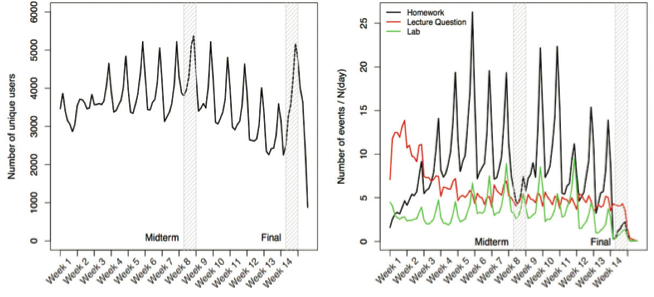 Number of unique users
6000
5000
4000
3000
2000
1000
0
Midterm
Final
Week 1
Week 2
Week 3
Week 4
Week 5
Week 6
Week 7
Week 8
Week 9
Week 10
Week 11
Week 12
Week 13
Week 14
Number of events / N(day)
25
20
15
10
5
0
Homework
Lecture Question
Lab
Midterm
Final
Week 1
Week 2
Week 3
Week 4
Week 5
Week 6
Week 7
Week 8
Week 9
Week 10
Week 11
Week 12
Week 13
Week 14